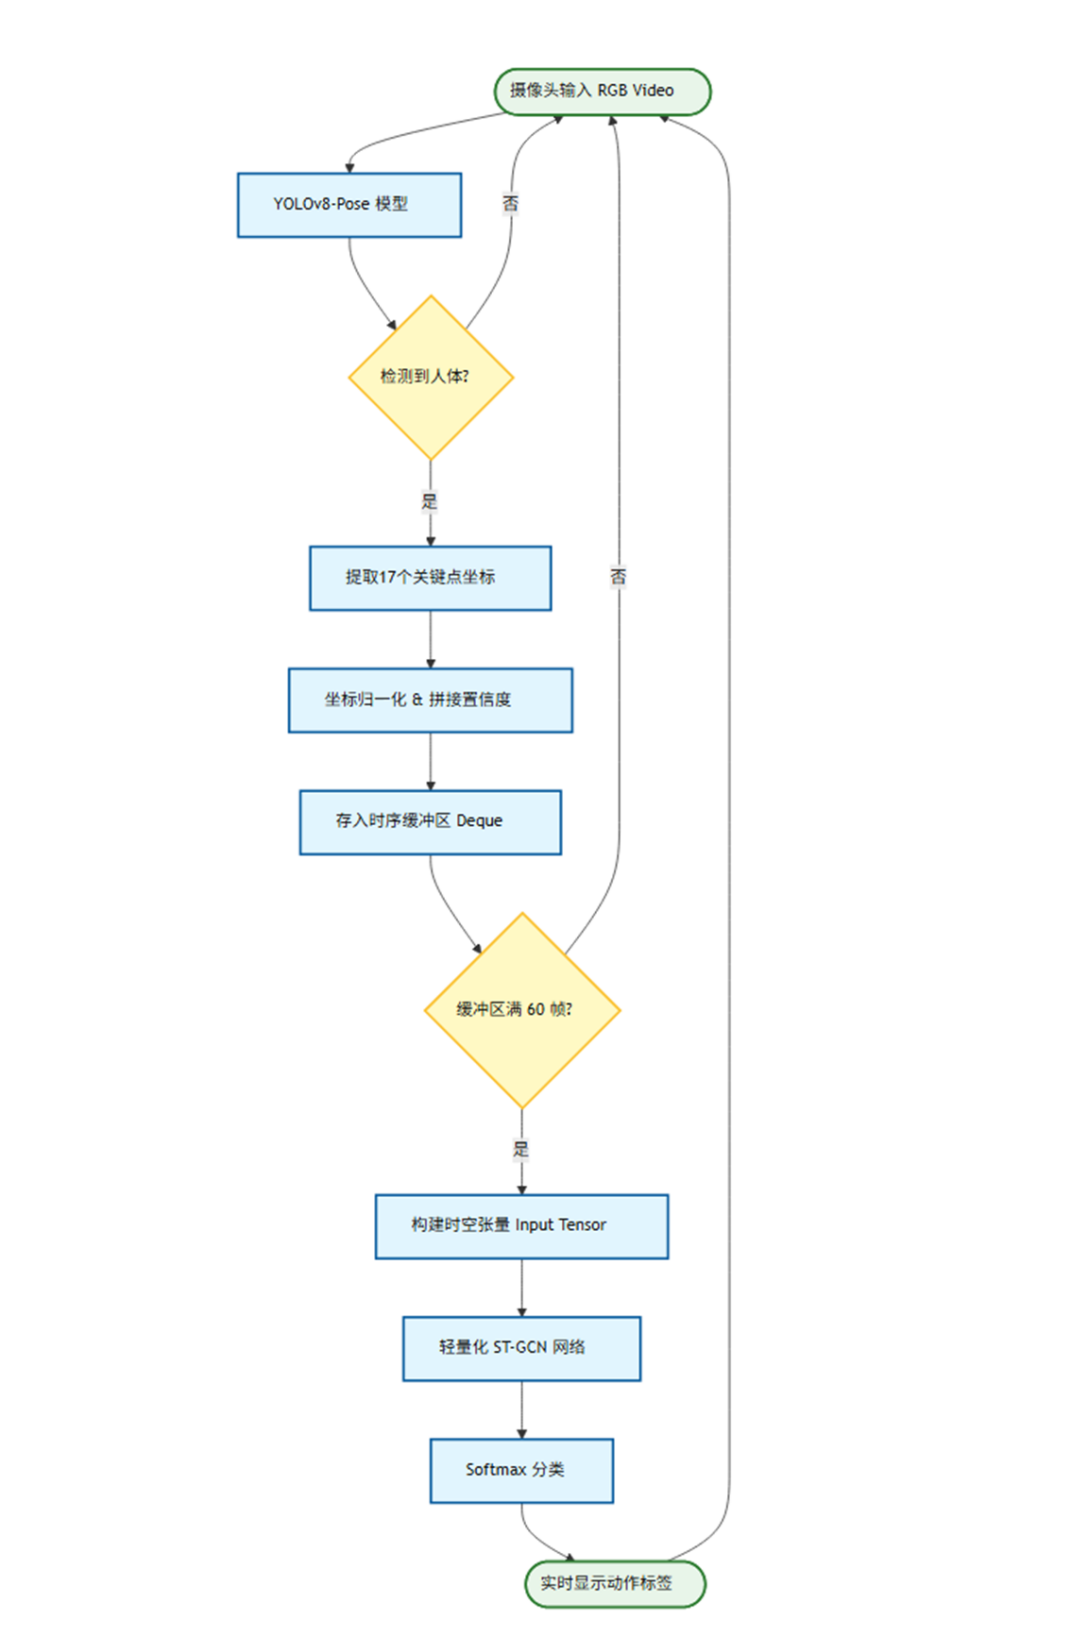 摄像头输入 RGB Video
YOLOv8-Pose 模型
否
检测到人体?
是
提取17个关键点坐标
否
坐标归一化 & 拼接置信度
存入时序缓冲区 Deque
缓冲区满 60 帧?
是
构建时空张量 Input Tensor
轻量化 ST-GCN 网络
Softmax 分类
实时显示动作标签